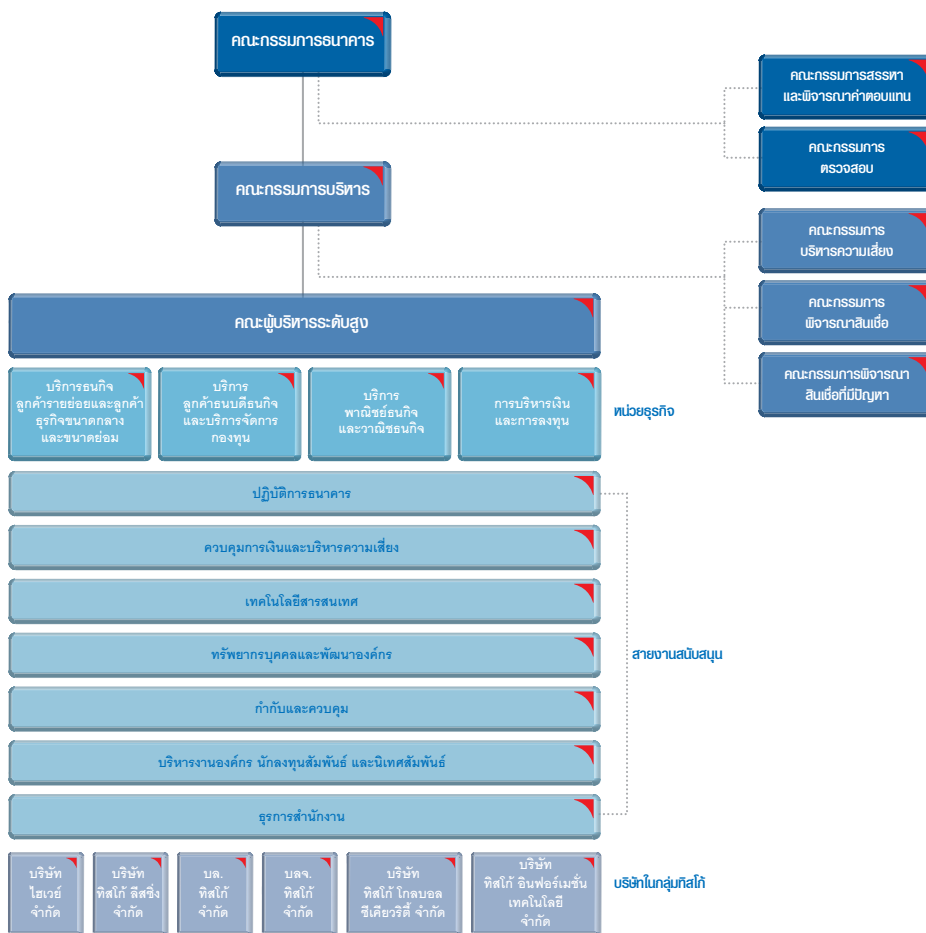 คณะกรรมการธนาคาร
คณะกรรมการสรรหา
และพิจารณาค่าตอบแทน
คณะกรรมการ
ตรวจสอบ
คณะกรรมการบริหาร
คณะกรรมการ
บริหารความเสี่ยง
คณะกรรมการ
พิจารณาสินเชื่อ
คณะกรรมการพิจารณา
สินเชื่อที่มีปัญหา
คณะผู้บริหารระดับสูง
บริการธนกิจ
ลูกค้ารายย่อยและลูกค้า
ธุรกิจขนาดกลาง
และขนาดย่อม
บริการ
ลูกค้าธนบดีธนกิจ
และบริการจัดการ
กองทุน
บริการ
พาณิชย์ธนกิจ
และวาณิชธนกิจ
การบริหารเงิน
และการลงทุน
หน่วยธุรกิจ
ปฏิบัติการธนาคาร
ควบคุมการเงินและบริหารความเสี่ยง
เทคโนโลยีสารสนเทศ
ทรัพยากรบุคคลและพัฒนาองค์กร
สายงานสนับสนุน
กำกับและควบคุม
บริหารงานองค์กร นักลงทุนสัมพันธ์ และนิเทศสัมพันธ์
ธุรการสำนักงาน
บริษัท
ไฮเวย์
จำกัด
บริษัท
ทิสโก้ ลีสซิ่ง
จำกัด
บล.
ทิสโก้
จำกัด
บลจ.
ทิสโก้
จำกัด
บริษัท
ทิสโก้ โกลบอล
ซีเคียวริตี้ จำกัด
บริษัท
ทิสโก้ อินฟอร์เมชั่น
เทคโนโลยี
จำกัด
บริษัทในกลุ่มทิสโก้